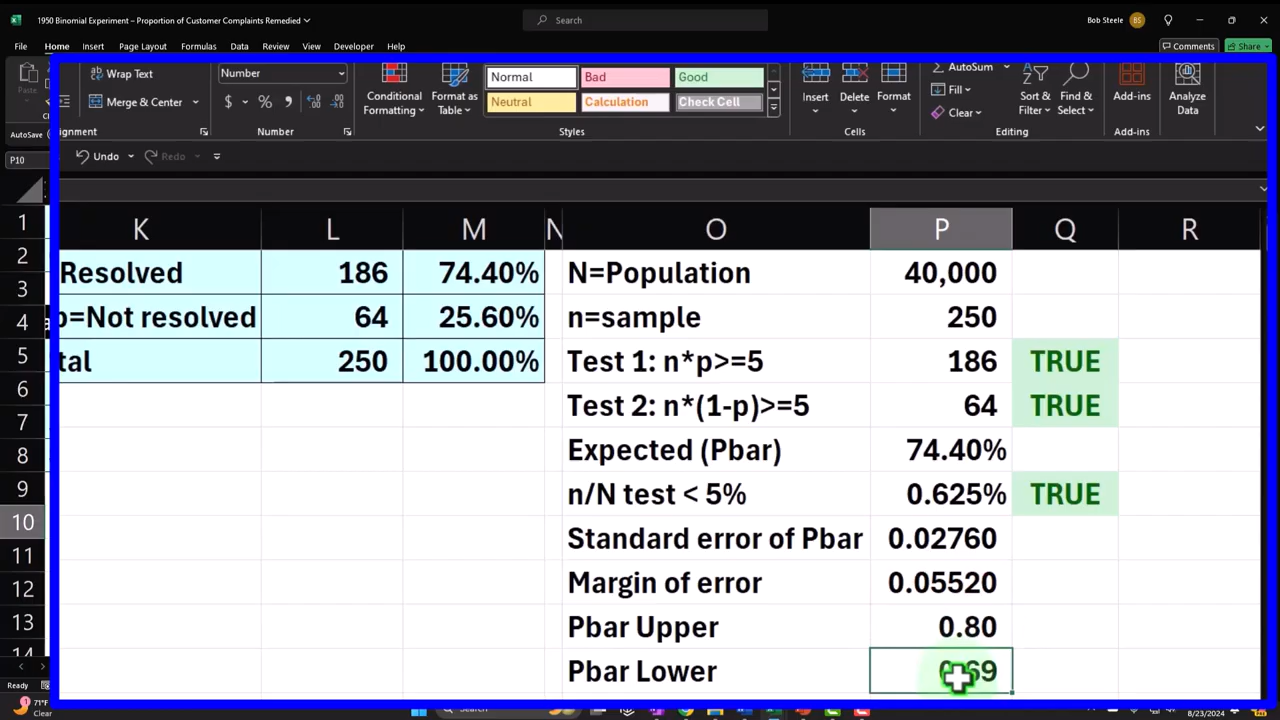 1950 Binomial Experiment – Proportion of Customer Complaints Remedied
Search
Bob Steele BS
File Home Insert Page Layout Formulas Data Review View Developer Help
Comments Share
Paste
Wrap Text
Number
Normal Bad Good
AutoSum
Fill
Merge & Center
$ % ,
Conditional Formatting
Format as Table
Neutral Calculation Check Cell
Insert Delete Format
Clear
Sort & Filter
Find & Select
Add-ins
Analyze Data
Number Styles Cells Editing Add-ins
AutoSave
P10
Undo Redo
K L M N O P Q R
1
2 Resolved 186 74.40% N=Population 40,000
3
4 p=Not resolved 64 25.60% n=sample 250
5 tal 250 100.00% Test 1: n*p>=5 186 TRUE
6
7 Test 2: n*(1-p)>=5 64 TRUE
8 Expected (Pbar) 74.40%
9 n/N test < 5% 0.625% TRUE
10 Standard error of Pbar 0.02760
11
12 Margin of error 0.05520
13 Pbar Upper 0.80
14 Pbar Lower 0.69
Ready
71°F
Clear
8/23/2024